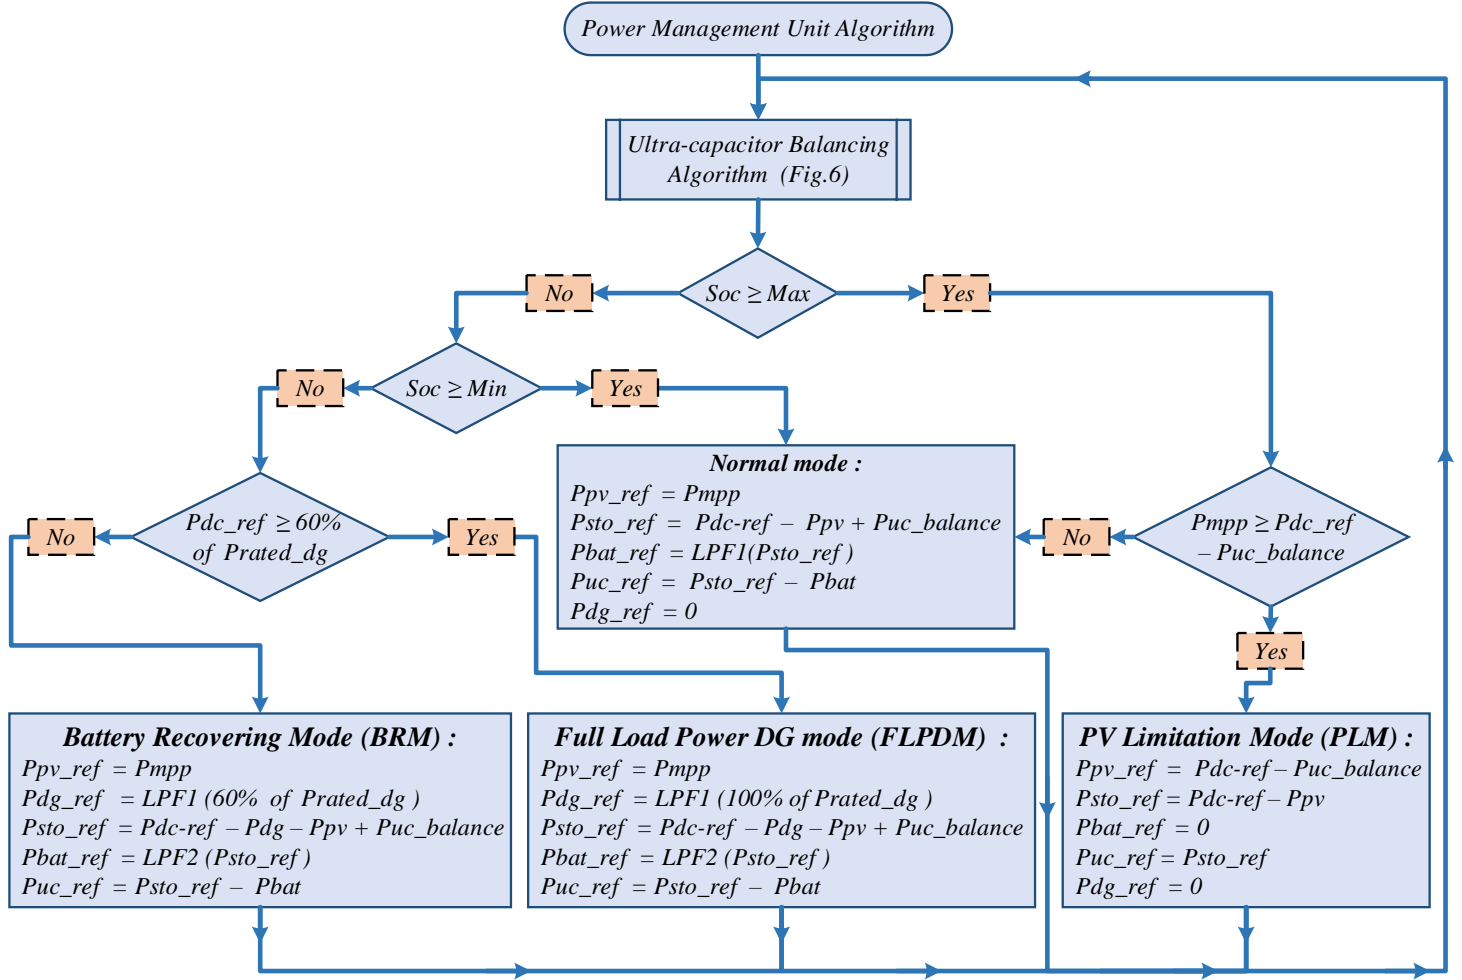 Power Management Unit Algorithm
Ultra-capacitor Balancing
Algorithm (Fig.6)
Soc ≥ Max
No
Yes
Soc ≥ Min
No
Yes
Normal mode :
Ppv_ref = Pmpp
Psto_ref = Pdc-ref – Ppv + Puc_balance
Pbat_ref = LPF1(Psto_ref)
Puc_ref = Psto_ref – Pbat
Pdg_ref = 0
Pdc_ref ≥ 60%
of Prated_dg
No
Yes
Pmpp ≥ Pdc_ref
– Puc_balance
No
Yes
Battery Recovering Mode (BRM) :
Ppv_ref = Pmpp
Pdg_ref = LPF1 (60% of Prated_dg )
Psto_ref = Pdc-ref – Pdg – Ppv + Puc_balance
Pbat_ref = LPF2 (Psto_ref)
Puc_ref = Psto_ref – Pbat
Full Load Power DG mode (FLPDM) :
Ppv_ref = Pmpp
Pdg_ref = LPF1 (100% of Prated_dg )
Psto_ref = Pdc-ref – Pdg – Ppv + Puc_balance
Pbat_ref = LPF2 (Psto_ref)
Puc_ref = Psto_ref – Pbat
PV Limitation Mode (PLM) :
Ppv_ref = Pdc-ref – Puc_balance
Psto_ref = Pdc-ref – Ppv
Pbat_ref = 0
Puc_ref = Psto_ref
Pdg_ref = 0